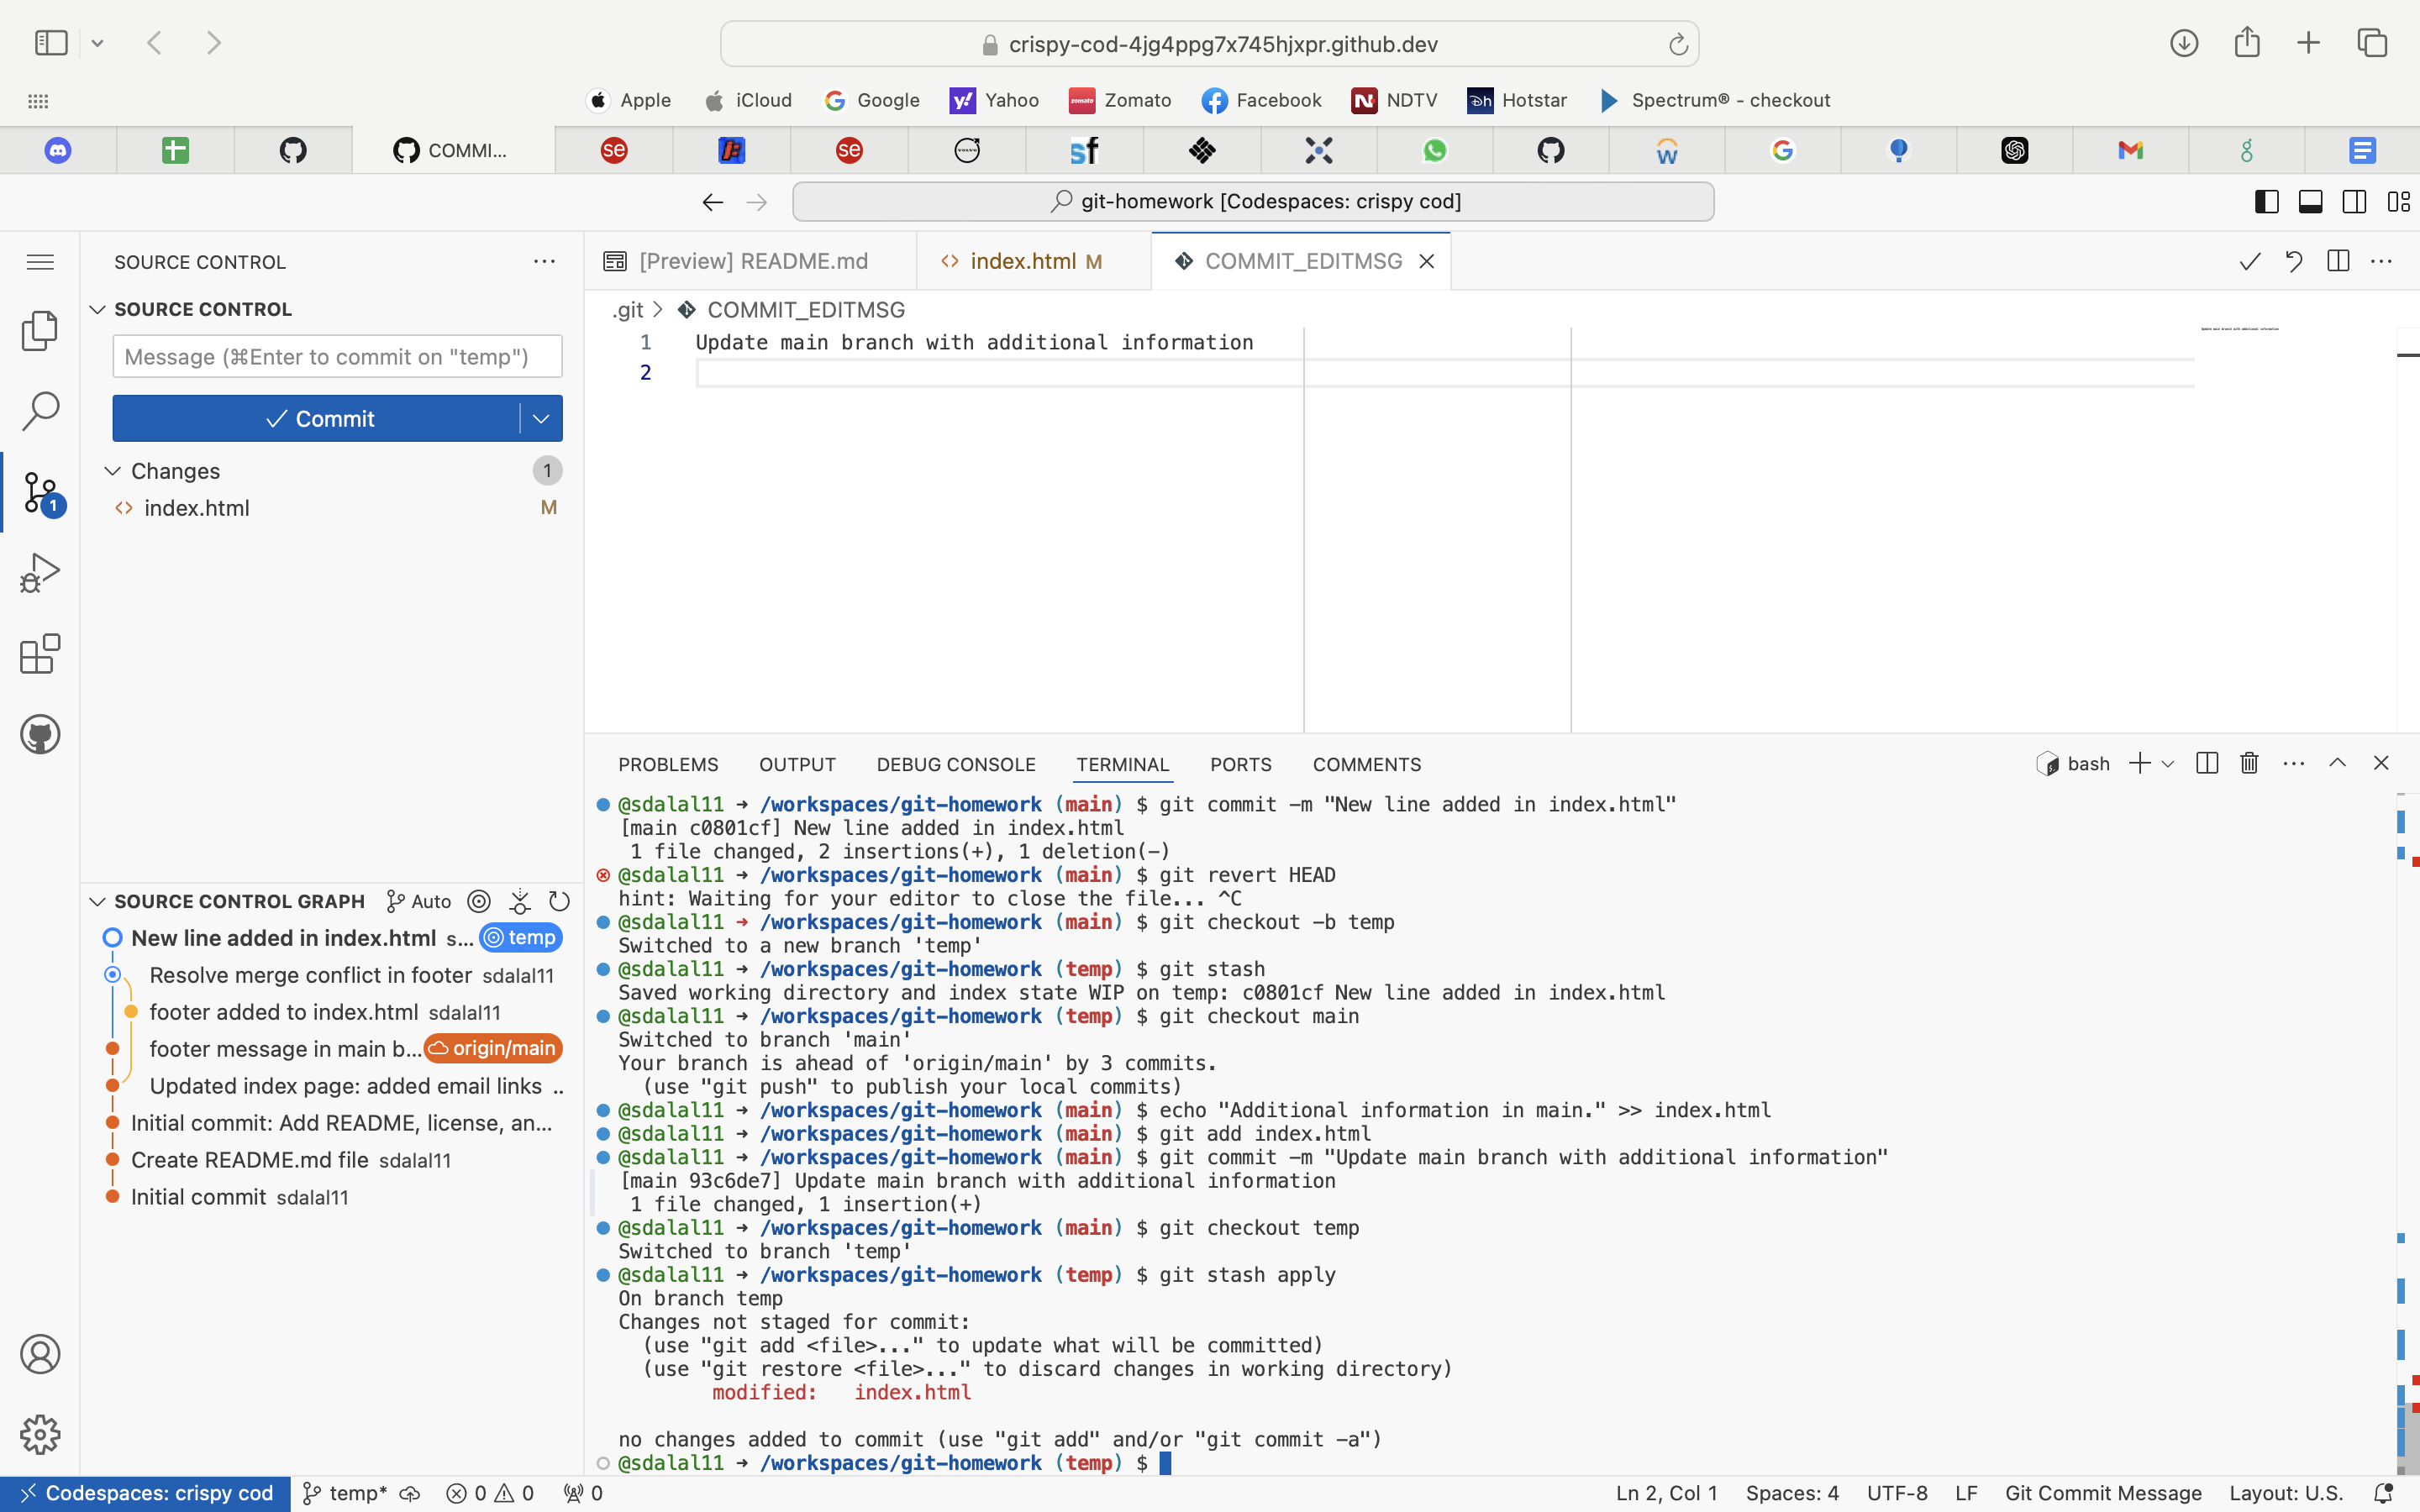 crispy-cod-4jg4ppg7x745hjxpr.github.dev
Apple iCloud Google Yahoo Zomato Facebook NDTV Hotstar Spectrum® - checkout
COMMI...
git-homework [Codespaces: crispy cod]
SOURCE CONTROL
[Preview] README.md
index.html M
COMMIT_EDITMSG
SOURCE CONTROL
Message (⌘Enter to commit on "temp")
Commit
Changes 1
index.html M
1
.git > COMMIT_EDITMSG
1 Update main branch with additional information
2
PROBLEMS OUTPUT DEBUG CONSOLE TERMINAL PORTS COMMENTS
bash
@sdalal11 → /workspaces/git-homework (main) $ git commit -m "New line added in index.html"
[main c0801cf] New line added in index.html
1 file changed, 2 insertions(+), 1 deletion(-)
@sdalal11 → /workspaces/git-homework (main) $ git revert HEAD
hint: Waiting for your editor to close the file... ^C
@sdalal11 → /workspaces/git-homework (main) $ git checkout -b temp
Switched to a new branch 'temp'
@sdalal11 → /workspaces/git-homework (temp) $ git stash
Saved working directory and index state WIP on temp: c0801cf New line added in index.html
@sdalal11 → /workspaces/git-homework (temp) $ git checkout main
Switched to branch 'main'
Your branch is ahead of 'origin/main' by 3 commits.
(use "git push" to publish your local commits)
@sdalal11 → /workspaces/git-homework (main) $ echo "Additional information in main." >> index.html
@sdalal11 → /workspaces/git-homework (main) $ git add index.html
@sdalal11 → /workspaces/git-homework (main) $ git commit -m "Update main branch with additional information"
[main 93c6de7] Update main branch with additional information
1 file changed, 1 insertion(+)
@sdalal11 → /workspaces/git-homework (main) $ git checkout temp
Switched to branch 'temp'
@sdalal11 → /workspaces/git-homework (temp) $ git stash apply
On branch temp
Changes not staged for commit:
(use "git add <file>..." to update what will be committed)
(use "git restore <file>..." to discard changes in working directory)
modified: index.html
no changes added to commit (use "git add" and/or "git commit -a")
@sdalal11 → /workspaces/git-homework (temp) $
SOURCE CONTROL GRAPH Auto
New line added in index.html s... temp
Resolve merge conflict in footer sdalal11
footer added to index.html sdalal11
footer message in main b... origin/main
Updated index page: added email links ..
Initial commit: Add README, license, an...
Create README.md file sdalal11
Initial commit sdalal11
Codespaces: crispy cod temp* 0 0 0
Ln 2, Col 1 Spaces: 4 UTF-8 LF Git Commit Message Layout: U.S.